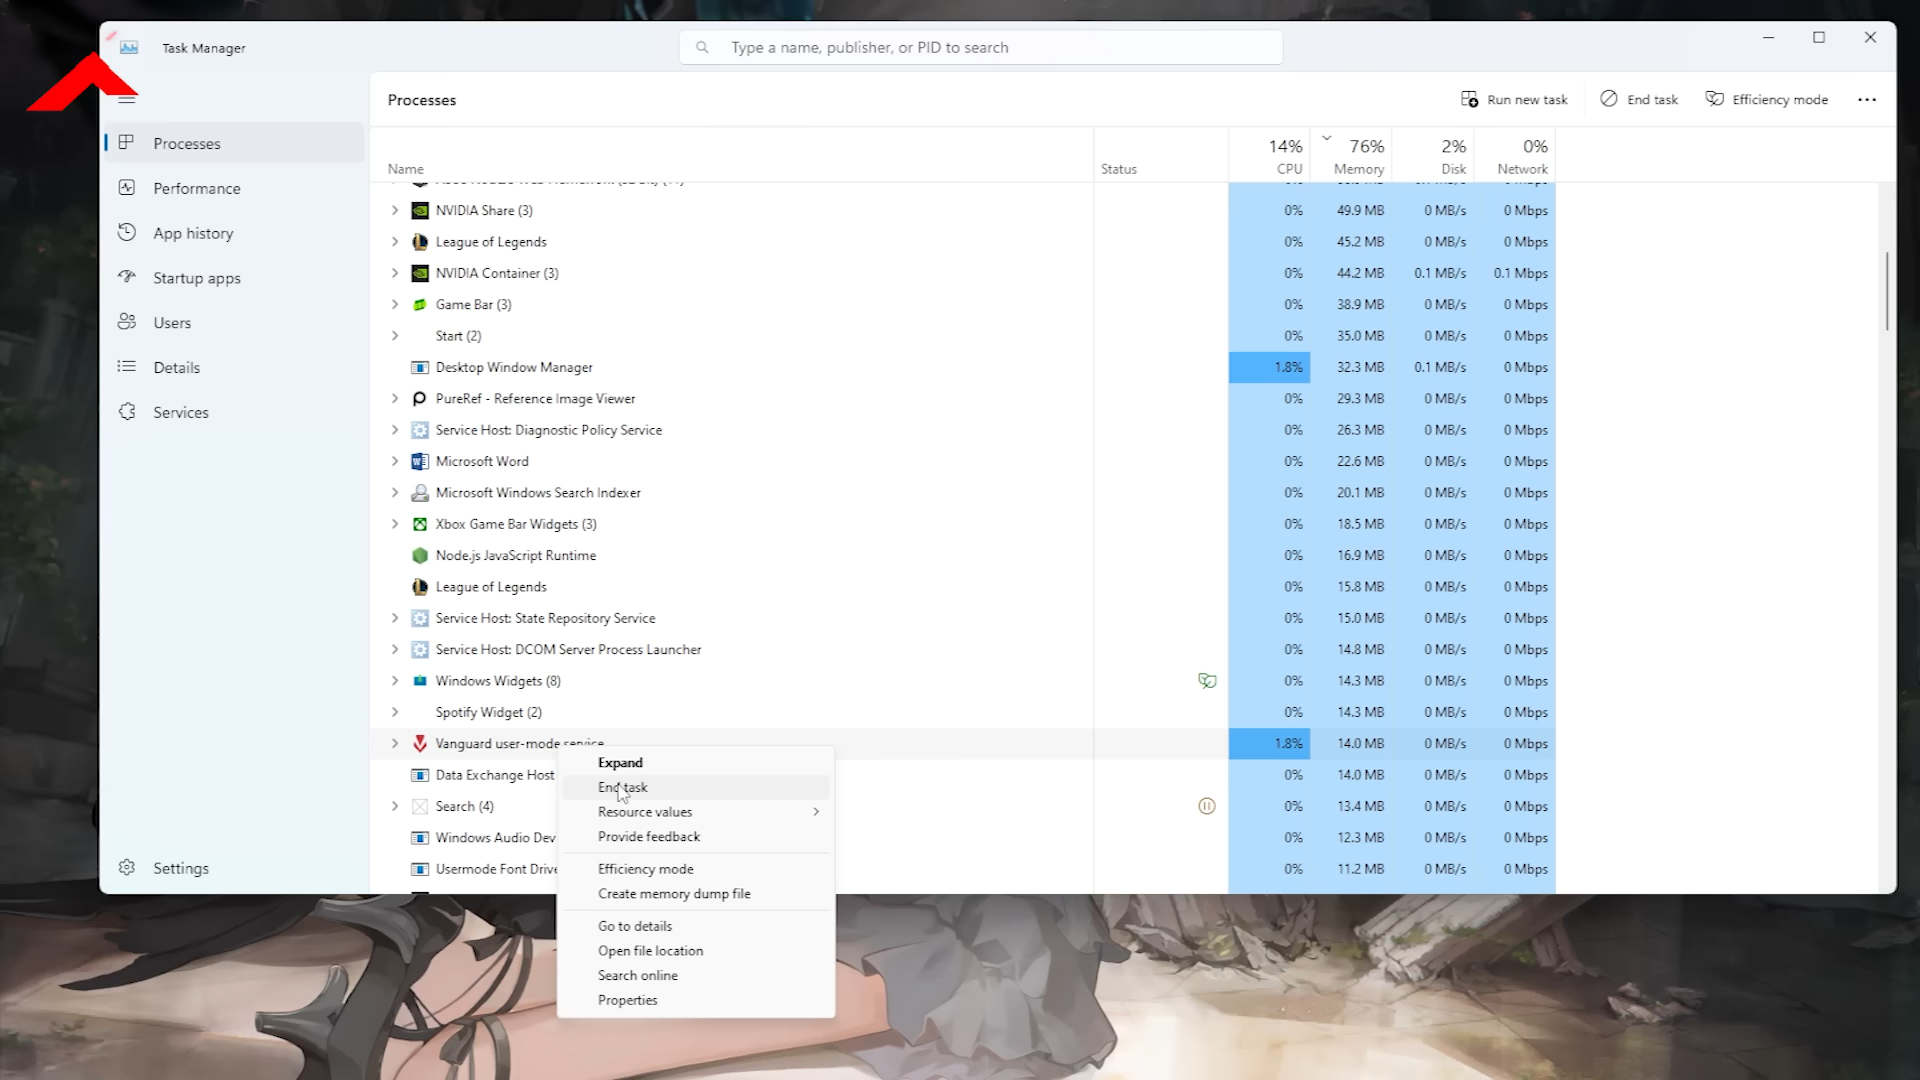 Task Manager
Type a name, publisher, or PID to search
Processes
Run new task
End task
Efficiency mode
Processes
Performance
App history
Startup apps
Users
Details
Services
Settings
14% 76% 2% 0%
Name Status CPU Memory Disk Network
NVIDIA Share (3) 0% 49.9 MB 0 MB/s 0 Mbps
League of Legends 0% 45.2 MB 0 MB/s 0 Mbps
NVIDIA Container (3) 0% 44.2 MB 0.1 MB/s 0.1 Mbps
Game Bar (3) 0% 38.9 MB 0 MB/s 0 Mbps
Start (2) 0% 35.0 MB 0 MB/s 0 Mbps
Desktop Window Manager 1.8% 32.3 MB 0.1 MB/s 0 Mbps
PureRef - Reference Image Viewer 0% 29.3 MB 0 MB/s 0 Mbps
Service Host: Diagnostic Policy Service 0% 26.3 MB 0 MB/s 0 Mbps
Microsoft Word 0% 22.6 MB 0 MB/s 0 Mbps
Microsoft Windows Search Indexer 0% 20.1 MB 0 MB/s 0 Mbps
Xbox Game Bar Widgets (3) 0% 18.5 MB 0 MB/s 0 Mbps
Node.js JavaScript Runtime 0% 16.9 MB 0 MB/s 0 Mbps
League of Legends 0% 15.8 MB 0 MB/s 0 Mbps
Service Host: State Repository Service 0% 15.0 MB 0 MB/s 0 Mbps
Service Host: DCOM Server Process Launcher 0% 14.8 MB 0 MB/s 0 Mbps
Windows Widgets (8) 0% 14.3 MB 0 MB/s 0 Mbps
Spotify Widget (2) 0% 14.3 MB 0 MB/s 0 Mbps
Vanguard user-mode service 1.8% 14.0 MB 0 MB/s 0 Mbps
Data Exchange Host 0% 14.0 MB 0 MB/s 0 Mbps
Search (4) 0% 13.4 MB 0 MB/s 0 Mbps
Windows Audio Dev 0% 12.3 MB 0 MB/s 0 Mbps
Usermode Font Drive 0% 11.2 MB 0 MB/s 0 Mbps
Expand
End task
Resource values
Provide feedback
Efficiency mode
Create memory dump file
Go to details
Open file location
Search online
Properties